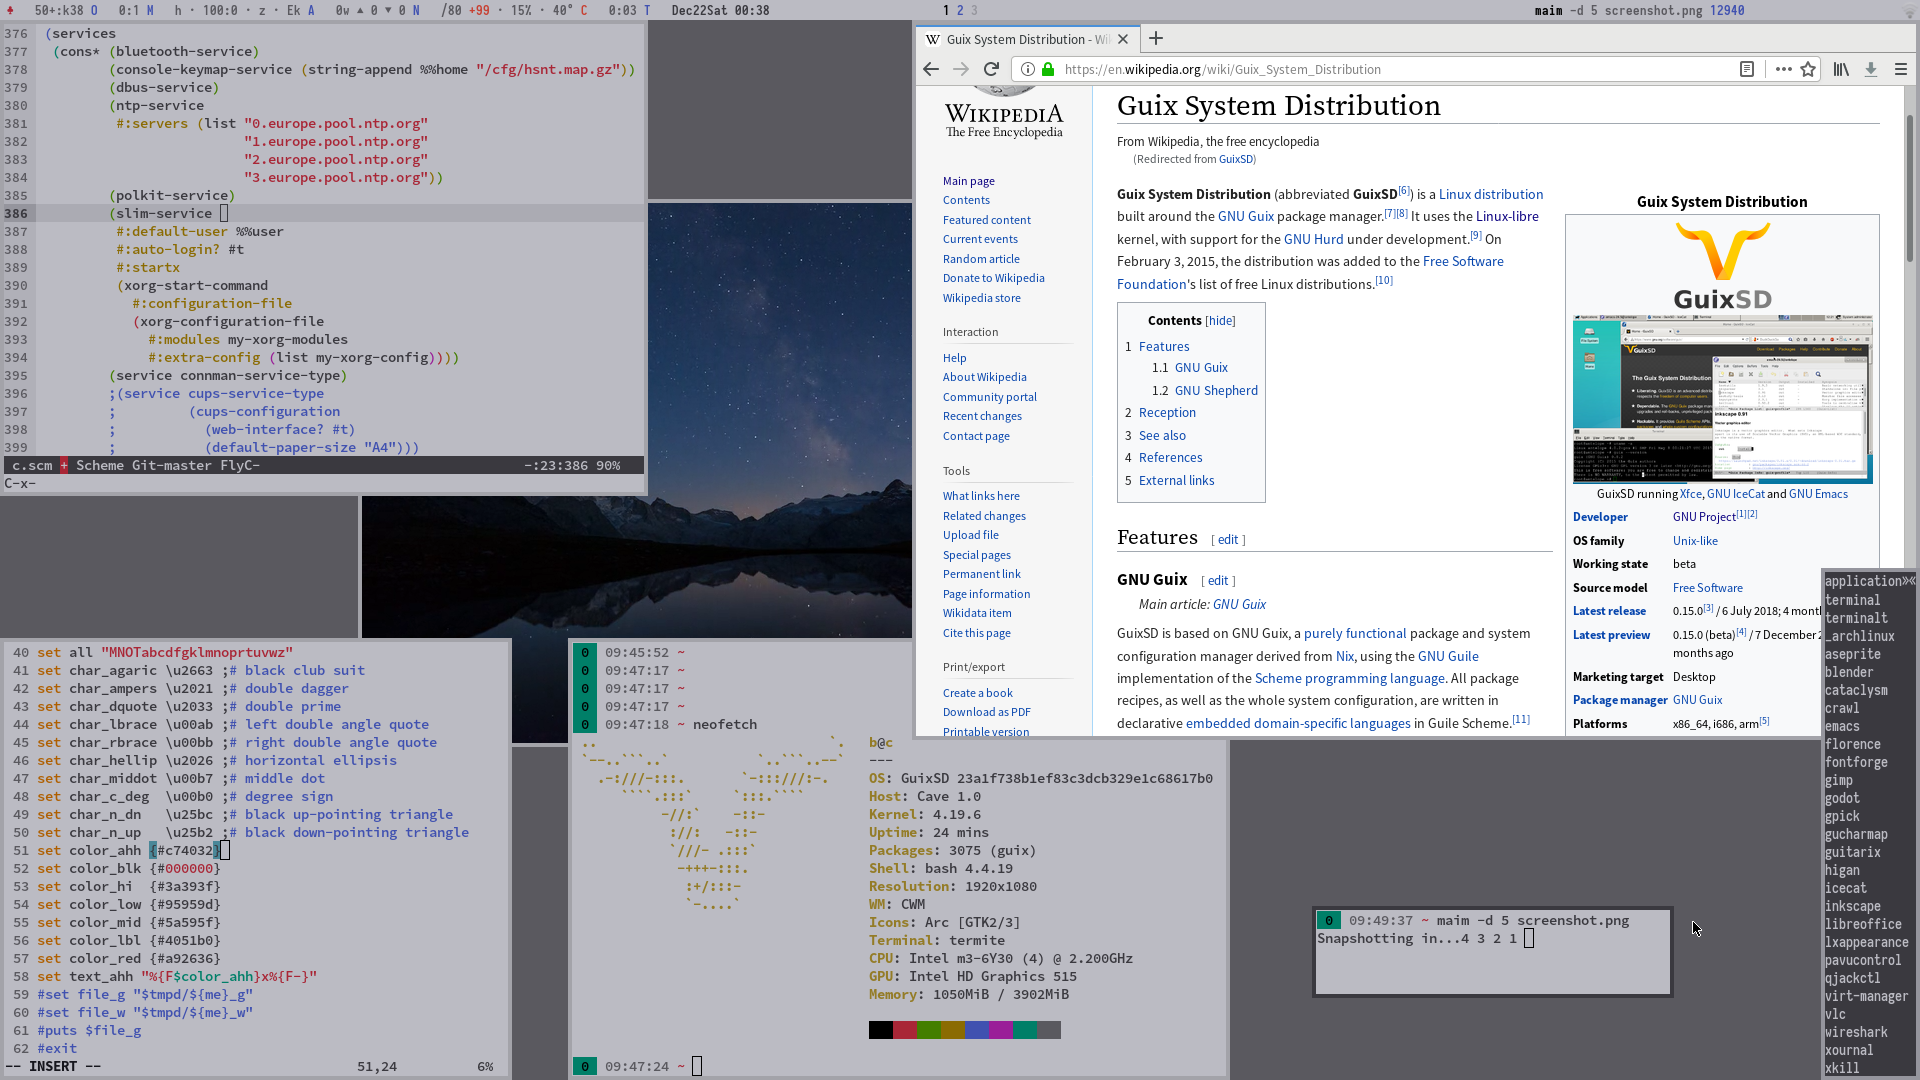 50+:k38 O 0:1 M h · 100:0 · z · Ek A 0w ▲ 0 ▼ 0 N /80 +99 · 15% · 40° C 0:03 T Dec22Sat 00:38
1 2 3
maim -d 5 screenshot.png 12940
376 (services
377 (cons* (bluetooth-service)
378 (console-keymap-service (string-append %%home "/cfg/hsnt.map.gz"))
379 (dbus-service)
380 (ntp-service
381 #:servers (list "0.europe.pool.ntp.org"
382 "1.europe.pool.ntp.org"
383 "2.europe.pool.ntp.org"
384 "3.europe.pool.ntp.org"))
385 (polkit-service)
386 (slim-service
387 #:default-user %%user
388 #:auto-login? #t
389 #:startx
390 (xorg-start-command
391 #:configuration-file
392 (xorg-configuration-file
393 #:modules my-xorg-modules
394 #:extra-config (list my-xorg-config))))
395 (service connman-service-type)
396 ;(service cups-service-type
397 ; (cups-configuration
398 ; (web-interface? #t)
399 ; (default-paper-size "A4")))
c.scm + Scheme Git-master FlyC- -:23:386 90%
C-x-
40 set all "MNOTabcdfgklmnoprtuvwz"
41 set char_agaric \u2663 ;# black club suit
42 set char_ampers \u2021 ;# double dagger
43 set char_dquote \u2033 ;# double prime
44 set char_lbrace \u00ab ;# left double angle quote
45 set char_rbrace \u00bb ;# right double angle quote
46 set char_hellip \u2026 ;# horizontal ellipsis
47 set char_middot \u00b7 ;# middle dot
48 set char_c_deg \u00b0 ;# degree sign
49 set char_n_dn \u25bc ;# black up-pointing triangle
50 set char_n_up \u25b2 ;# black down-pointing triangle
51 set color_ahh {#c74032}
52 set color_blk {#000000}
53 set color_hi {#3a393f}
54 set color_low {#95959d}
55 set color_mid {#5a595f}
56 set color_lbl {#4051b0}
57 set color_red {#a92636}
58 set text_ahh "%{F$color_ahh}x%{F-}"
59 #set file_g "$tmpd/${me}_g"
60 #set file_w "$tmpd/${me}_w"
61 #puts $file_g
62 #exit
-- INSERT -- 51,24 6%
0 09:45:52 ~
0 09:47:17 ~
0 09:47:17 ~
0 09:47:17 ~
0 09:47:18 ~ neofetch
b@c
---
OS: GuixSD 23a1f738b1ef83c3dcb329e1c68617b0
Host: Cave 1.0
Kernel: 4.19.6
Uptime: 24 mins
Packages: 3075 (guix)
Shell: bash 4.4.19
Resolution: 1920x1080
WM: CWM
Icons: Arc [GTK2/3]
Terminal: termite
CPU: Intel m3-6Y30 (4) @ 2.200GHz
GPU: Intel HD Graphics 515
Memory: 1050MiB / 3902MiB
0 09:47:24 ~
Guix System Distribution - Wi
https://en.wikipedia.org/wiki/Guix_System_Distribution
WIKIPEDIA
The Free Encyclopedia
Main page
Contents
Featured content
Current events
Random article
Donate to Wikipedia
Wikipedia store
Interaction
Help
About Wikipedia
Community portal
Recent changes
Contact page
Tools
What links here
Related changes
Upload file
Special pages
Permanent link
Page information
Wikidata item
Cite this page
Print/export
Create a book
Download as PDF
Printable version
Guix System Distribution
From Wikipedia, the free encyclopedia
(Redirected from GuixSD)
Guix System Distribution (abbreviated GuixSD[6]) is a Linux distribution
built around the GNU Guix package manager.[7][8] It uses the Linux-libre
kernel, with support for the GNU Hurd under development.[9] On
February 3, 2015, the distribution was added to the Free Software
Foundation's list of free Linux distributions.[10]
Contents [hide]
1 Features
1.1 GNU Guix
1.2 GNU Shepherd
2 Reception
3 See also
4 References
5 External links
Features [ edit ]
GNU Guix [ edit ]
Main article: GNU Guix
GuixSD is based on GNU Guix, a purely functional package and system
configuration manager derived from Nix, using the GNU Guile
implementation of the Scheme programming language. All package
recipes, as well as the whole system configuration, are written in
declarative embedded domain-specific languages in Guile Scheme.[11]
Guix System Distribution
GuixSD
GuixSD running Xfce, GNU IceCat and GNU Emacs
Developer GNU Project[1][2]
OS family Unix-like
Working state beta
Source model Free Software
Latest release 0.15.0[3] / 6 July 2018; 4 mont
Latest preview 0.15.0 (beta)[4] / 7 December 2
months ago
Marketing target Desktop
Package manager GNU Guix
Platforms x86_64, i686, arm[5]
0 09:49:37 ~ maim -d 5 screenshot.png
Snapshotting in...4 3 2 1
application»«
terminal
terminalt
_archlinux
aseprite
blender
cataclysm
crawl
emacs
florence
fontforge
gimp
godot
gpick
gucharmap
guitarix
higan
icecat
inkscape
libreoffice
lxappearance
pavucontrol
qjackctl
virt-manager
vlc
wireshark
xournal
xkill